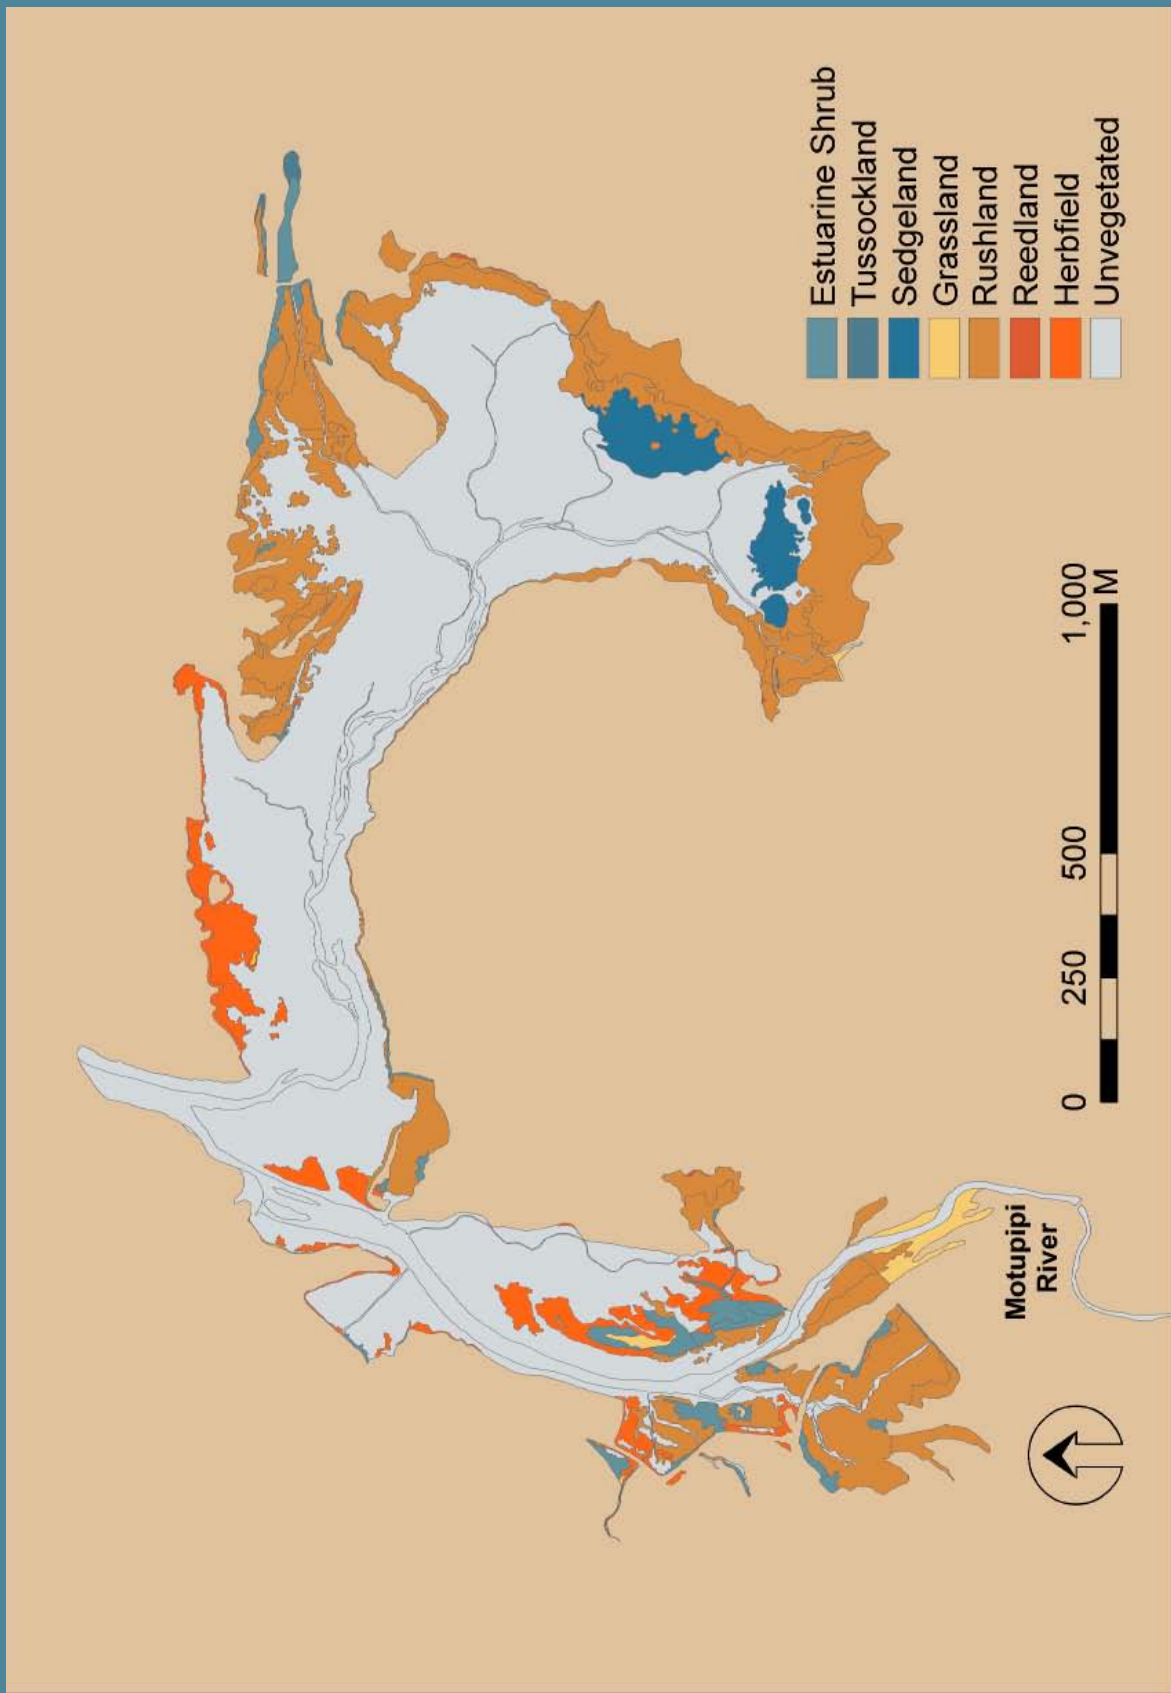 Estuarine Shrub
Tussockland
Sedgeland
Grassland
Rushland
Reedland
Herbfield
Unvegetated
Motupipi
River
0 250 500 1,000
M